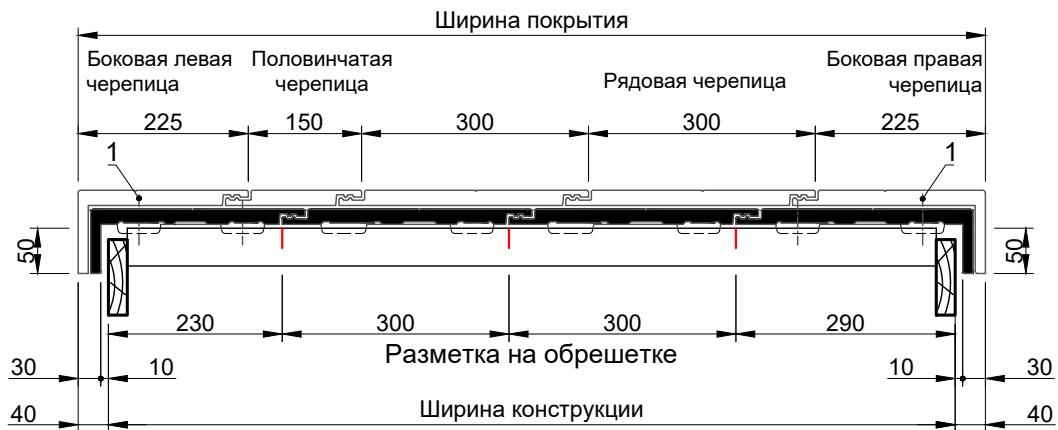 Ширина покрытия
Боковая левая
черепица
Половинчатая
черепица
Рядовая черепица
Боковая правая
черепица
225
150
300
300
225
1
1
50
50
230
300
300
290
Разметка на обрешетке
30
10
10
30
Ширина конструкции
40
40